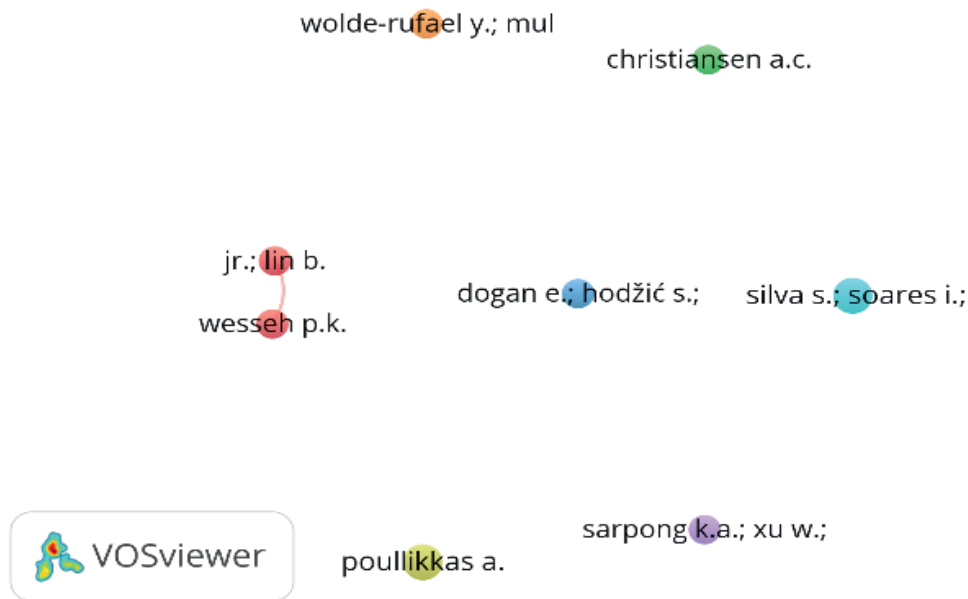 wolde-rufael y.; mul
christiansen a.c.
jr.; lin b.
dogan e.; hodžić s.;
silva s.; soares i.;
wesseh p.k.
sarpong k.a.; xu w.;
VOSviewer
poullikkas a.